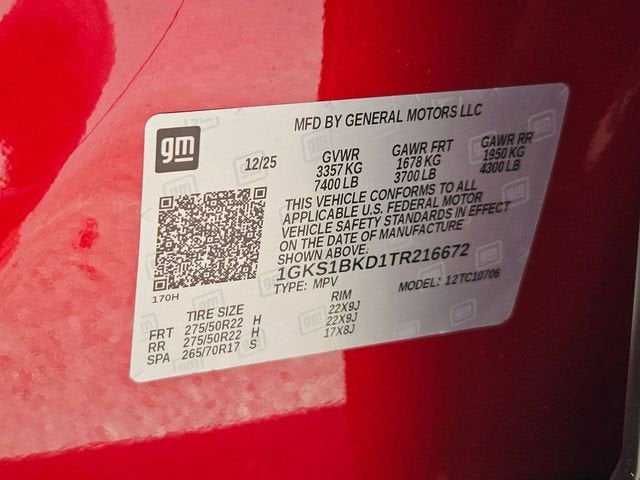 MFD BY GENERAL MOTORS LLC
gm
12/25
GVWR GAWR FRT GAWR RR
3357 KG 1678 KG 1950 KG
7400 LB 3700 LB 4300 LB
THIS VEHICLE CONFORMS TO ALL
APPLICABLE U.S. FEDERAL MOTOR
VEHICLE SAFETY STANDARDS IN EFFECT
ON THE DATE OF MANUFACTURE
SHOWN ABOVE.
1GKS1BKD1TR216672
TYPE: MPV MODEL: 12TC10706
170H
TIRE SIZE RIM
FRT 275/50R22 H 22X9J
RR 275/50R22 H 22X9J
SPA 265/70R17 S 17X8J